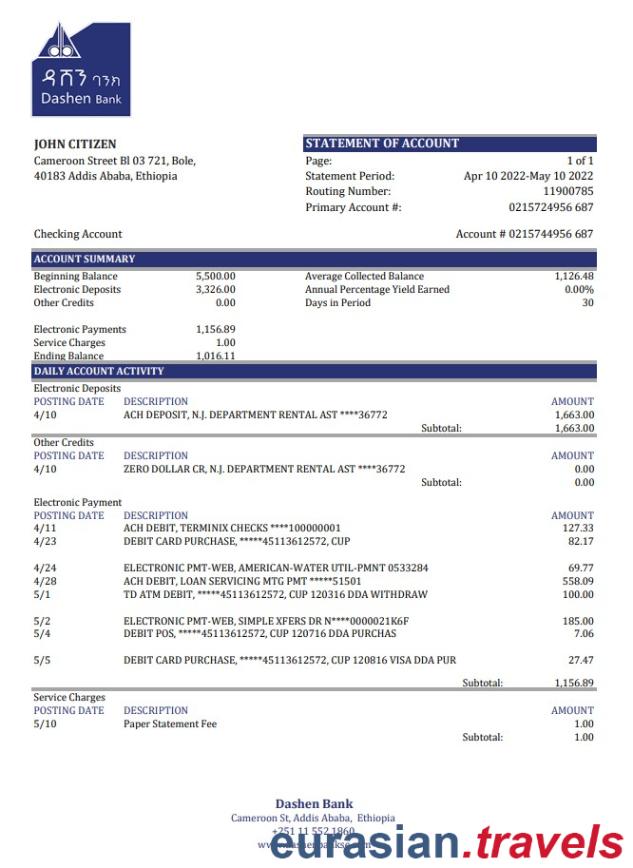 ዳሸን ባንክ
Dashen Bank
JOHN CITIZEN
Cameroon Street Bl 03 721, Bole,
40183 Addis Ababa, Ethiopia
STATEMENT OF ACCOUNT
Page: 1 of 1
Statement Period: Apr 10 2022-May 10 2022
Routing Number: 11900785
Primary Account #: 0215724956 687
Checking Account Account # 0215744956 687
ACCOUNT SUMMARY
Beginning Balance 5,500.00 Average Collected Balance 1,126.48
Electronic Deposits 3,326.00 Annual Percentage Yield Earned 0.00%
Other Credits 0.00 Days in Period 30
Electronic Payments 1,156.89
Service Charges 1.00
Ending Balance 1,016.11
DAILY ACCOUNT ACTIVITY
Electronic Deposits
POSTING DATE DESCRIPTION AMOUNT
4/10 ACH DEPOSIT, N.J. DEPARTMENT RENTAL AST ****36772 1,663.00
Subtotal: 1,663.00
Other Credits
POSTING DATE DESCRIPTION AMOUNT
4/10 ZERO DOLLAR CR, N.J. DEPARTMENT RENTAL AST ****36772 0.00
Subtotal: 0.00
Electronic Payment
POSTING DATE DESCRIPTION AMOUNT
4/11 ACH DEBIT, TERMINIX CHECKS ****100000001 127.33
4/23 DEBIT CARD PURCHASE, *****45113612572, CUP 82.17
4/24 ELECTRONIC PMT-WEB, AMERICAN-WATER UTIL-PMNT 0533284 69.77
4/28 ACH DEBIT, LOAN SERVICING MTG PMT *****51501 558.09
5/1 TD ATM DEBIT, *****45113612572, CUP 120316 DDA WITHDRAW 100.00
5/2 ELECTRONIC PMT-WEB, SIMPLE XFERS DR N****0000021K6F 185.00
5/4 DEBIT POS, *****45113612572, CUP 120716 DDA PURCHAS 7.06
5/5 DEBIT CARD PURCHASE, *****45113612572, CUP 120816 VISA DDA PUR 27.47
Subtotal: 1,156.89
Service Charges
POSTING DATE DESCRIPTION AMOUNT
5/10 Paper Statement Fee 1.00
Subtotal: 1.00
Dashen Bank
Cameroon St, Addis Ababa, Ethiopia
+251 11 552 1860
eurasian.travels